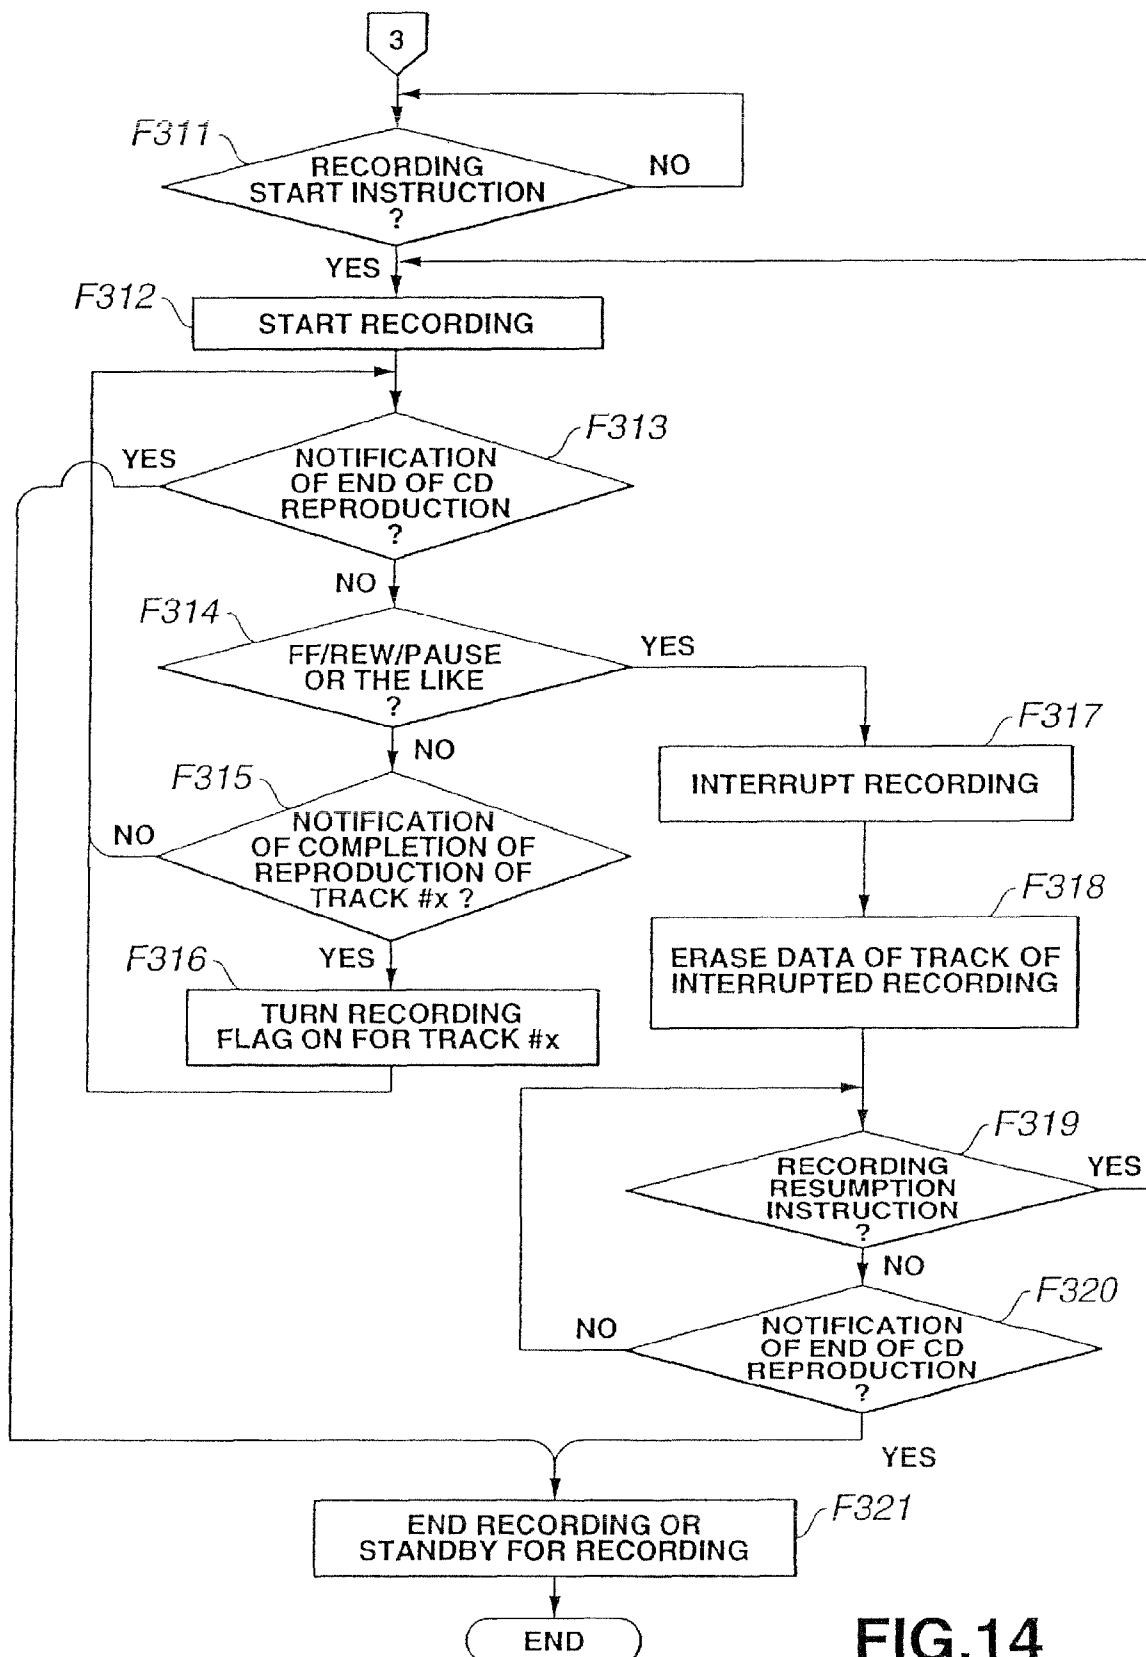 3
F311
RECORDING
START INSTRUCTION
?
NO
YES
F312
START RECORDING
F313
YES
NOTIFICATION
OF END OF CD
REPRODUCTION
?
NO
F314
FF/REW/PAUSE
OR THE LIKE
?
YES
NO
F317
INTERRUPT RECORDING
F315
NOTIFICATION
OF COMPLETION OF
REPRODUCTION OF
TRACK #x ?
NO
YES
F318
ERASE DATA OF TRACK OF
INTERRUPTED RECORDING
F316
TURN RECORDING
FLAG ON FOR TRACK #x
F319
RECORDING
RESUMPTION
INSTRUCTION
?
YES
NO
F320
NOTIFICATION
OF END OF CD
REPRODUCTION
?
NO
YES
F321
END RECORDING OR
STANDBY FOR RECORDING
END
FIG.14